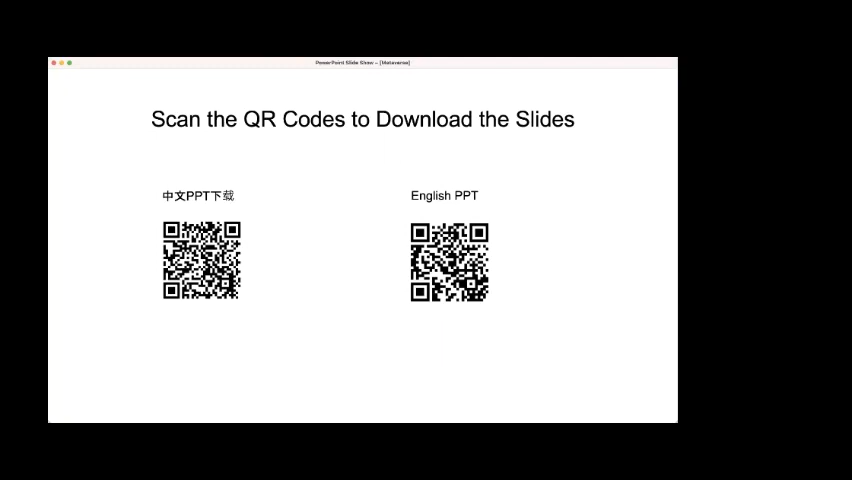 PowerPoint Slide Show - [Metaverse]
Scan the QR Codes to Download the Slides
中文PPT下载
English PPT